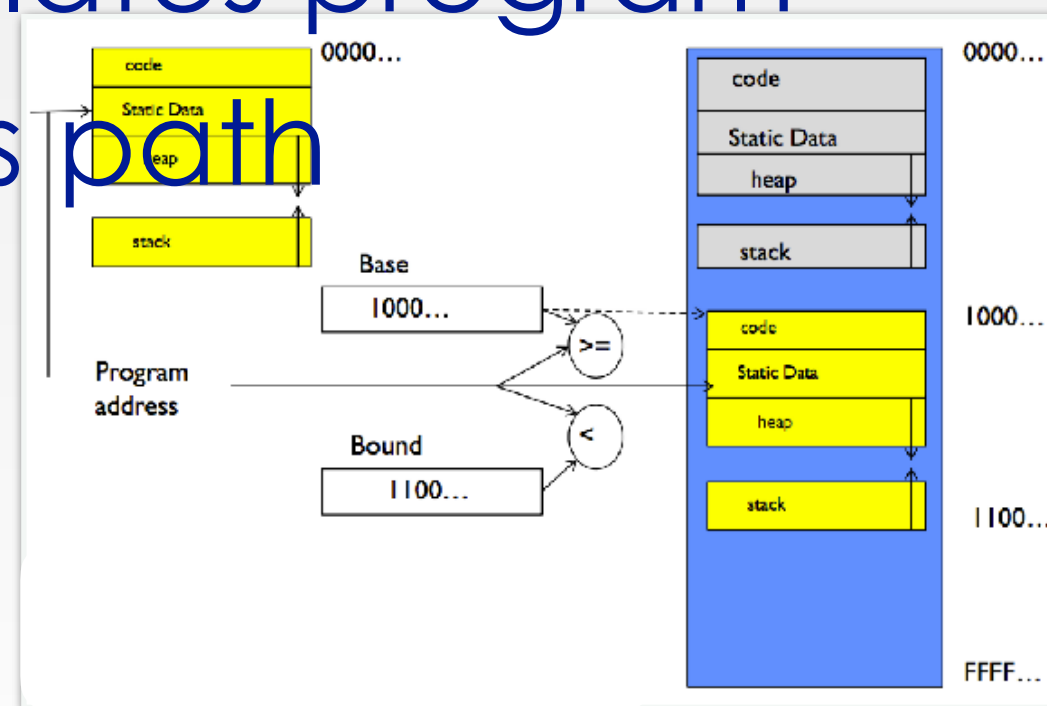 program
s path
code
Static Data
stack
0000...
Base
1000...
>=
Program
address
<
Bound
1100...
code
Static Data
heap
stack
code
Static Data
heap
stack
0000...
1000...
1100...
FFFF...